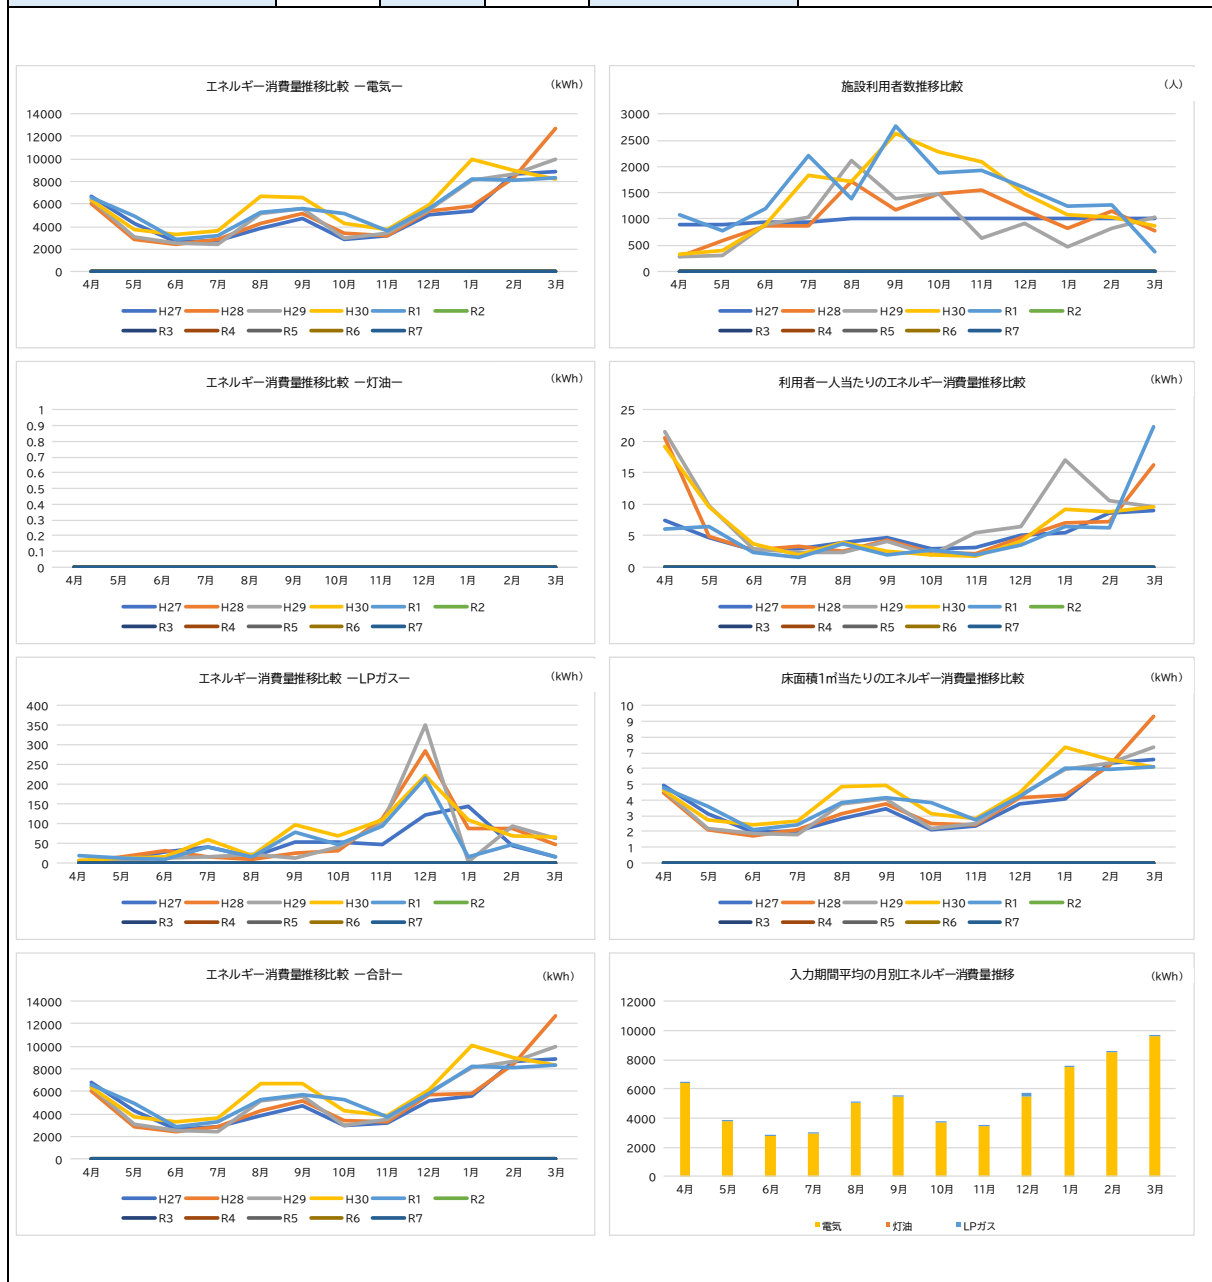 エネルギー消費量推移比較 ー電気ー
(kWh)
14000
12000
10000
8000
6000
4000
2000
0
4月 5月 6月 7月 8月 9月 10月 11月 12月 1月 2月 3月
H27 H28 H29 H30 R1 R2
R3 R4 R5 R6 R7
施設利用者数推移比較
(人)
3000
2500
2000
1500
1000
500
0
4月 5月 6月 7月 8月 9月 10月 11月 12月 1月 2月 3月
H27 H28 H29 H30 R1 R2
R3 R4 R5 R6 R7
エネルギー消費量推移比較 ー灯油ー
(kWh)
1
0.9
0.8
0.7
0.6
0.5
0.4
0.3
0.2
0.1
0
4月 5月 6月 7月 8月 9月 10月 11月 12月 1月 2月 3月
H27 H28 H29 H30 R1 R2
R3 R4 R5 R6 R7
利用者一人当たりのエネルギー消費量推移比較
(kWh)
25
20
15
10
5
0
4月 5月 6月 7月 8月 9月 10月 11月 12月 1月 2月 3月
H27 H28 H29 H30 R1 R2
R3 R4 R5 R6 R7
エネルギー消費量推移比較 ーLPガスー
(kWh)
400
350
300
250
200
150
100
50
0
4月 5月 6月 7月 8月 9月 10月 11月 12月 1月 2月 3月
H27 H28 H29 H30 R1 R2
R3 R4 R5 R6 R7
床面積1㎡当たりのエネルギー消費量推移比較
(kWh)
10
9
8
7
6
5
4
3
2
1
0
4月 5月 6月 7月 8月 9月 10月 11月 12月 1月 2月 3月
H27 H28 H29 H30 R1 R2
R3 R4 R5 R6 R7
エネルギー消費量推移比較 ー合計ー
(kWh)
14000
12000
10000
8000
6000
4000
2000
0
4月 5月 6月 7月 8月 9月 10月 11月 12月 1月 2月 3月
H27 H28 H29 H30 R1 R2
R3 R4 R5 R6 R7
入力期間平均の月別エネルギー消費量推移
(kWh)
12000
10000
8000
6000
4000
2000
0
4月 5月 6月 7月 8月 9月 10月 11月 12月 1月 2月 3月
電気 灯油 LPガス